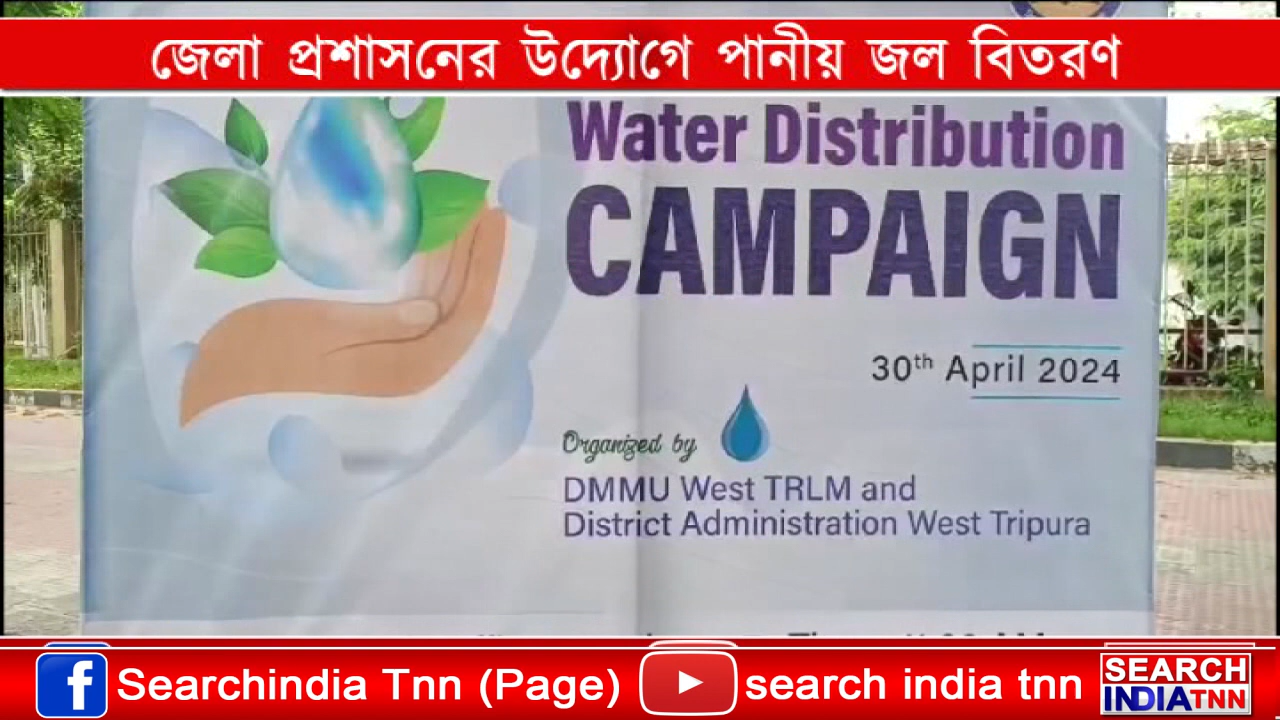 জেলা প্রশাসনের উদ্যোগে পানীয় জল বিতরণ
Water Distribution
CAMPAIGN
30th April 2024
Organized by
DMMU West TRLM and
District Administration West Tripura
f Searchindia Tnn (Page) search india tnn
SEARCH
INDIATNN